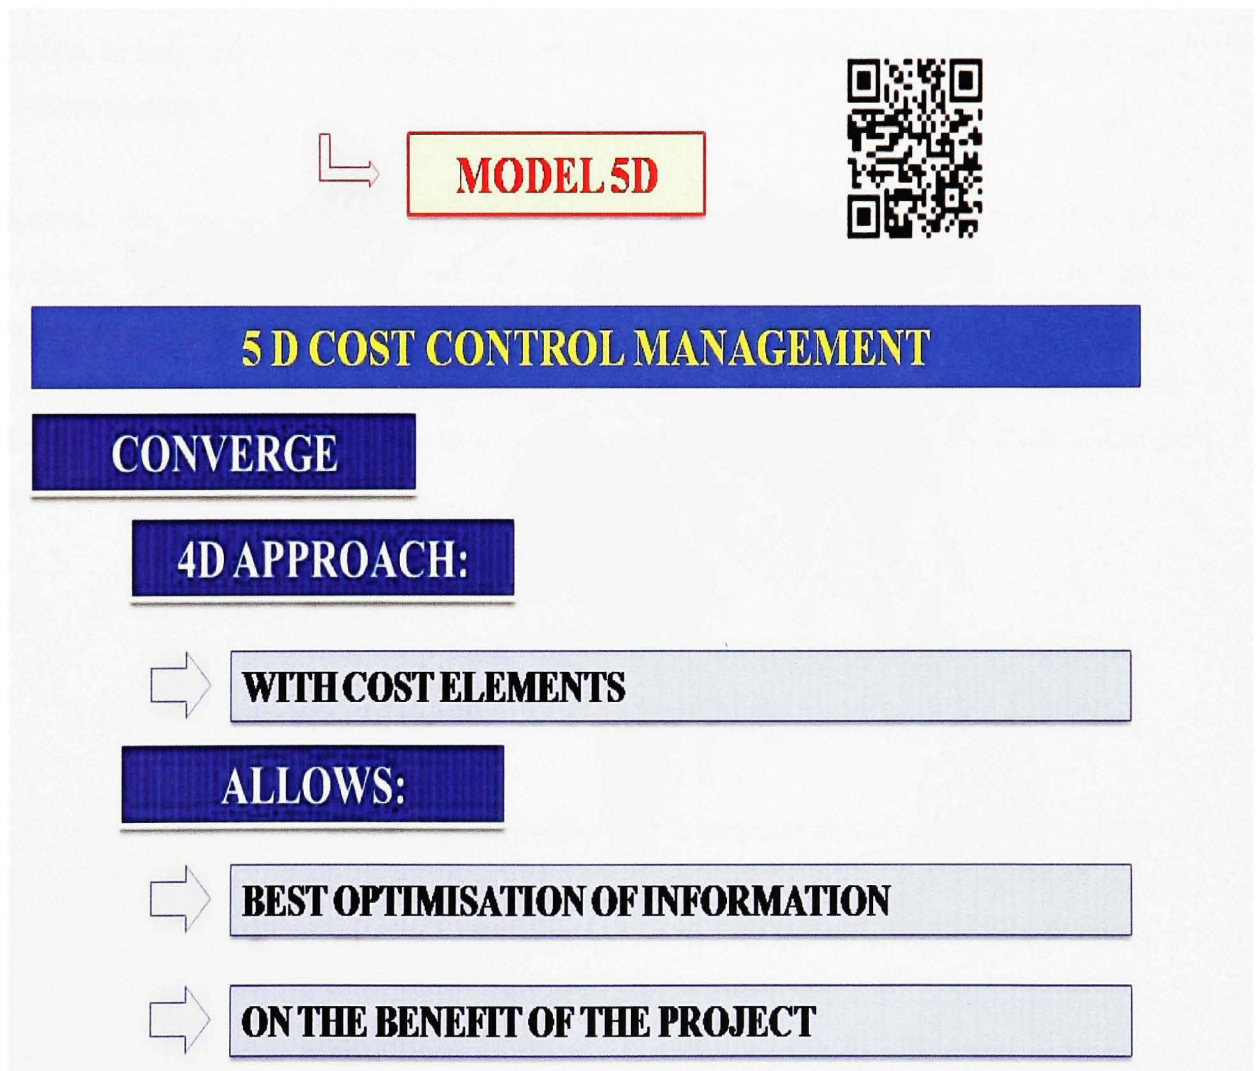 MODEL 5D
5 D COST CONTROL MANAGEMENT
CONVERGE
4D APPROACH:
WITH COST ELEMENTS
ALLOWS:
BEST OPTIMISATION OF INFORMATION
ON THE BENEFIT OF THE PROJECT